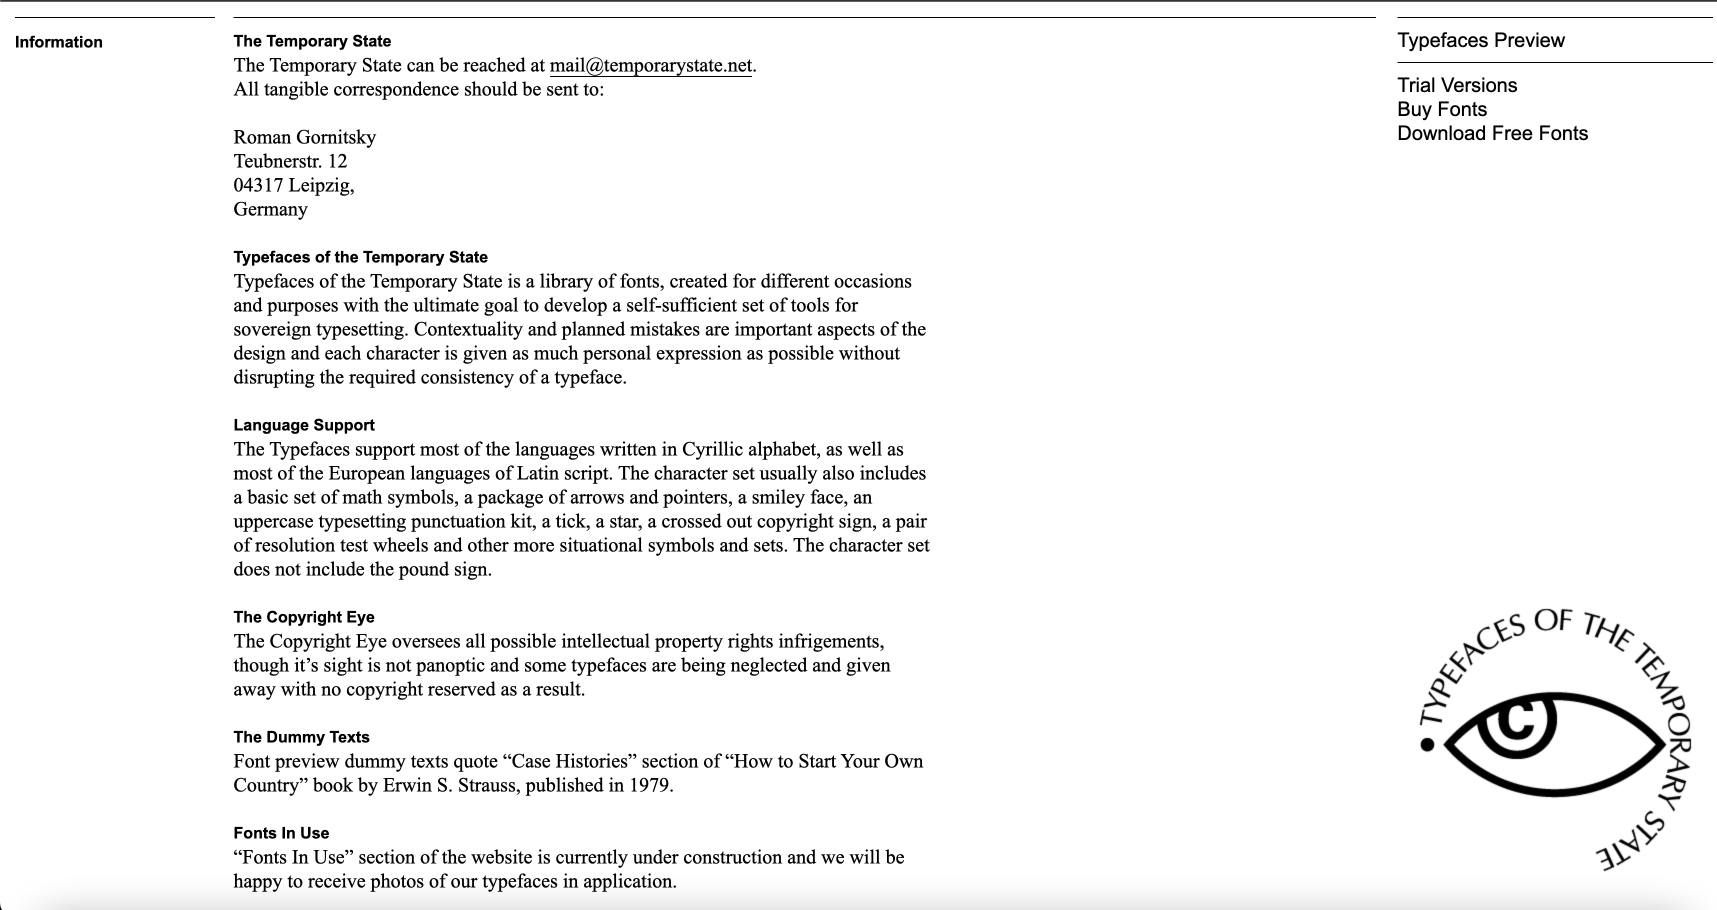 Information
The Temporary State
The Temporary State can be reached at mail@temporarystate.net.
All tangible correspondence should be sent to:
Roman Gornitsky
Teubnerstr. 12
04317 Leipzig,
Germany
Typefaces of the Temporary State
Typefaces of the Temporary State is a library of fonts, created for different occasions
and purposes with the ultimate goal to develop a self-sufficient set of tools for
sovereign typesetting. Contextuality and planned mistakes are important aspects of the
design and each character is given as much personal expression as possible without
disrupting the required consistency of a typeface.
Language Support
The Typefaces support most of the languages written in Cyrillic alphabet, as well as
most of the European languages of Latin script. The character set usually also includes
a basic set of math symbols, a package of arrows and pointers, a smiley face, an
uppercase typesetting punctuation kit, a tick, a star, a crossed out copyright sign, a pair
of resolution test wheels and other more situational symbols and sets. The character set
does not include the pound sign.
The Copyright Eye
The Copyright Eye oversees all possible intellectual property rights infrigements,
though it’s sight is not panoptic and some typefaces are being neglected and given
away with no copyright reserved as a result.
The Dummy Texts
Font preview dummy texts quote “Case Histories” section of “How to Start Your Own
Country” book by Erwin S. Strauss, published in 1979.
Fonts In Use
“Fonts In Use” section of the website is currently under construction and we will be
happy to receive photos of our typefaces in application.
Typefaces Preview
Trial Versions
Buy Fonts
Download Free Fonts
• TYPEFACES OF THE TEMPORARY STATE
C